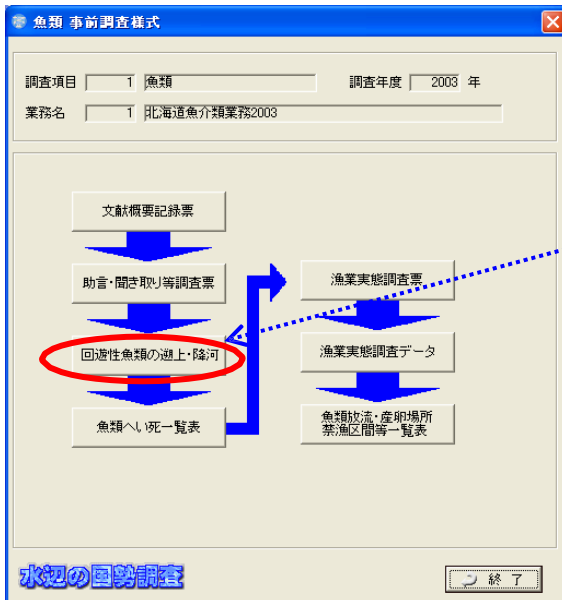 魚類 事前調査様式
調査項目 1 魚類 調査年度 2003 年
業務名 1 北海道魚介類業務2003
文献概要記録票
助言・聞き取り等調査票
回遊性魚類の遡上・降河
魚類へい死一覧表
漁業実態調査票
漁業実態調査データ
魚類放流・産卵場所
禁漁区間等一覧表
水辺の国勢調査
終 了